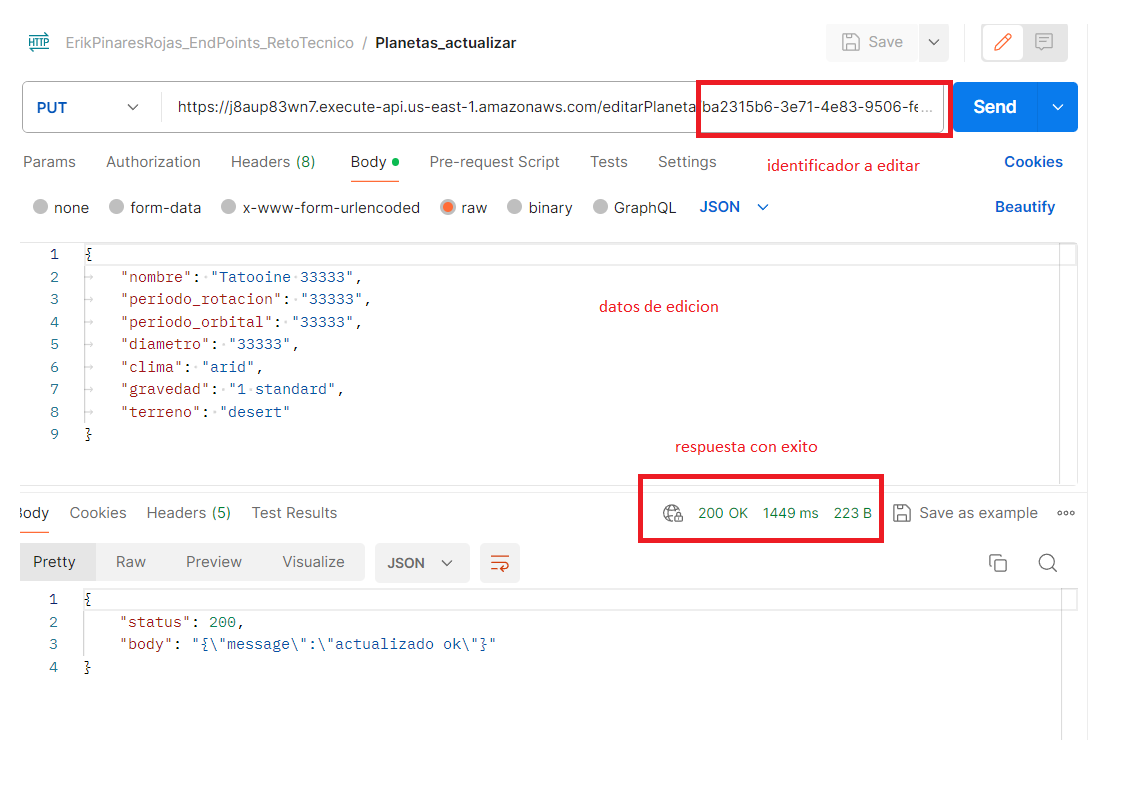 HTTP ErikPinaresRojas_EndPoints_RetoTecnico / Planetas_actualizar Save
PUT https://j8aup83wn7.execute-api.us-east-1.amazonaws.com/editarPlaneta ba2315b6-3e71-4e83-9506-fe... Send
Params Authorization Headers (8) Body Pre-request Script Tests Settings Cookies
identificador a editar
none form-data x-www-form-urlencoded raw binary GraphQL JSON Beautify
1 {
2 "nombre": "Tatooine 33333",
3 "periodo_rotacion": "33333",
4 "periodo_orbital": "33333",
5 "diametro": "33333",
6 "clima": "arid",
7 "gravedad": "1 standard",
8 "terreno": "desert"
9 }
datos de edicion
respuesta con exito
Body Cookies Headers (5) Test Results 200 OK 1449 ms 223 B Save as example
Pretty Raw Preview Visualize JSON
1 {
2 "status": 200,
3 "body": "{\"message\":\"actualizado ok\"}"
4 }